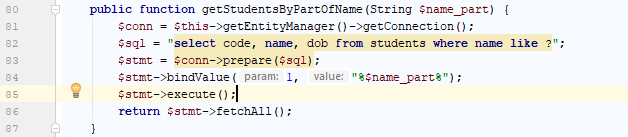 80 public function getStudentsByPartOfName(String $name_part) {
81 $conn = $this->getEntityManager()->getConnection();
82 $sql = "select code, name, dob from students where name like ?";
83 $stmt = $conn->prepare($sql);
84 $stmt->bindValue( param: 1, value: "%$name_part%");
85 $stmt->execute();
86 return $stmt->fetchAll();
87 }